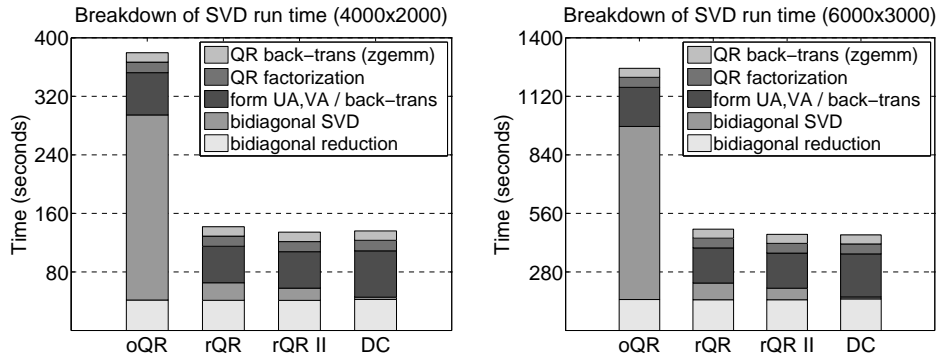 Breakdown of SVD run time (4000x2000)
400
320
240
160
80
Time (seconds)
QR back−trans (zgemm)
QR factorization
form UA,VA / back−trans
bidiagonal SVD
bidiagonal reduction
oQR rQR rQR II DC
Breakdown of SVD run time (6000x3000)
1400
1120
840
560
280
Time (seconds)
QR back−trans (zgemm)
QR factorization
form UA,VA / back−trans
bidiagonal SVD
bidiagonal reduction
oQR rQR rQR II DC